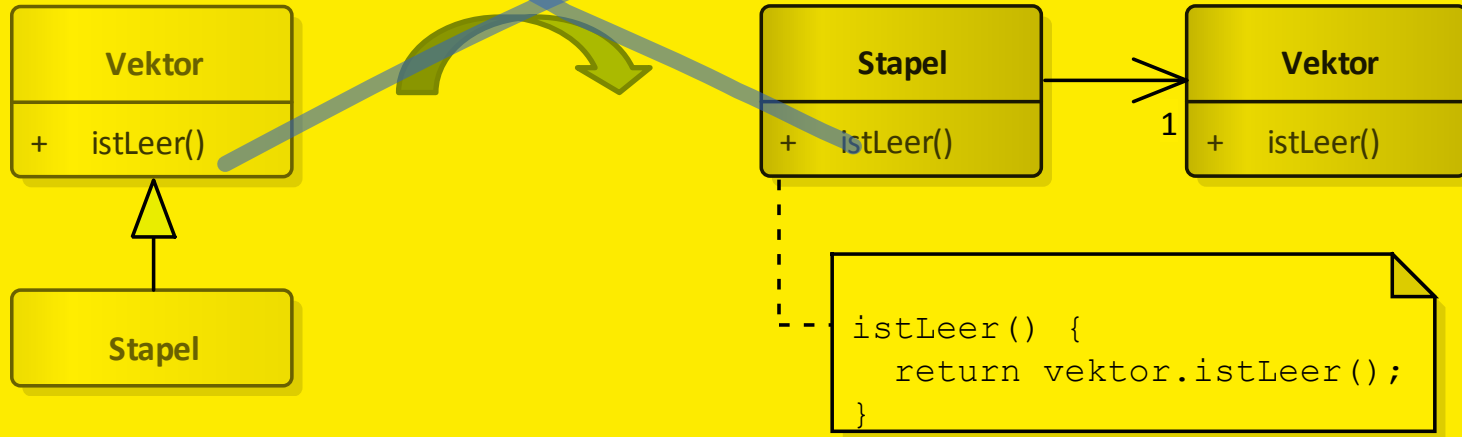 Vektor
+ istLeer()
Stapel
Stapel
+ istLeer()
1
Vektor
+ istLeer()
istLeer() {
return vektor.istLeer();
}